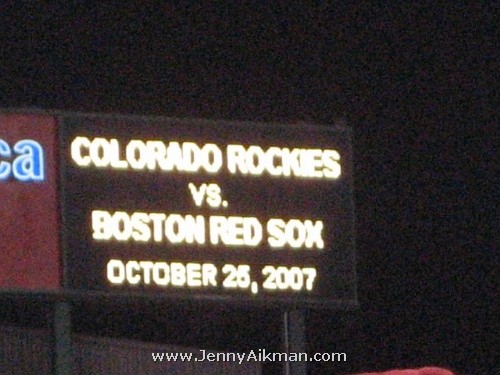 ca
COLORADO ROCKIES
VS.
BOSTON RED SOX
OCTOBER 25, 2007
www.JennyAikman.com